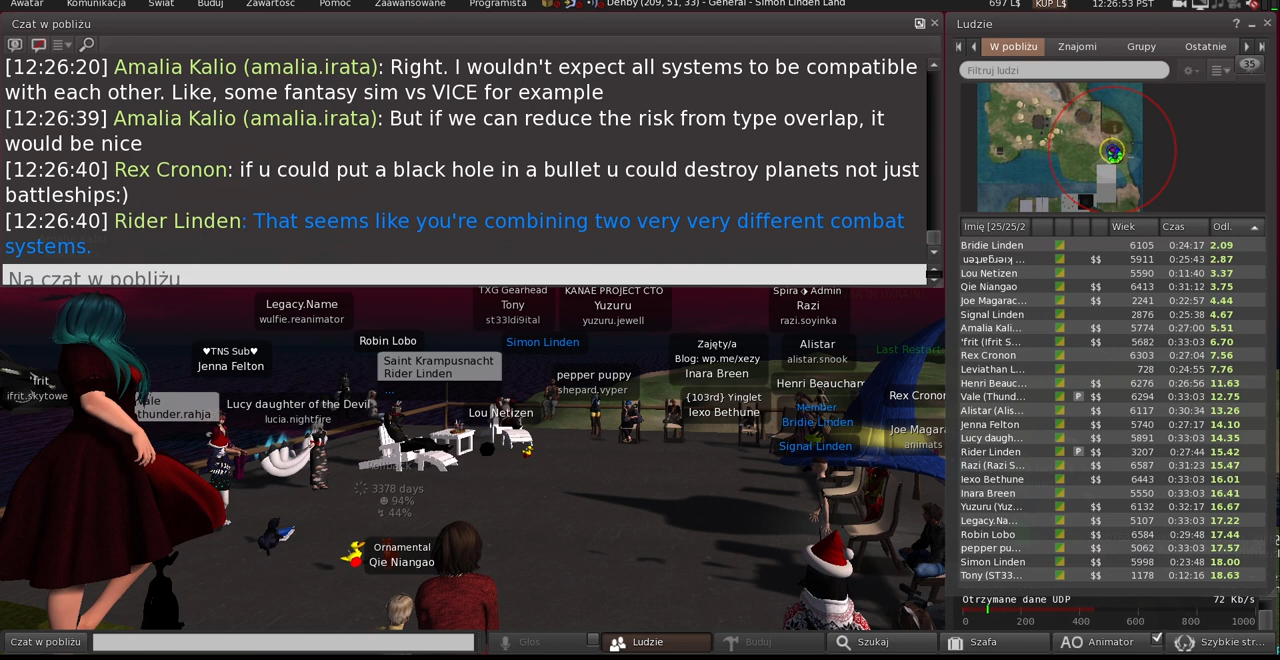 Awatar Komunikacja Świat Buduj Zawartość Pomoc Zaawansowane Programista Denby (209, 51, 33) - General - Simon Linden Land 697 L$ KUP L$ 12:26:53 PST
Czat w pobliżu
[12:26:20] Amalia Kalio (amalia.irata): Right. I wouldn't expect all systems to be compatible
with each other. Like, some fantasy sim vs VICE for example
[12:26:39] Amalia Kalio (amalia.irata): But if we can reduce the risk from type overlap, it
would be nice
[12:26:40] Rex Cronon: if u could put a black hole in a bullet u could destroy planets not just
battleships:)
[12:26:40] Rider Linden: That seems like you're combining two very very different combat
systems.
Na czat w pobliżu
Legacy.Name
wulfie.reanimator
TXG Gearhead
Tony
st33ldi9ital
KANAE PROJECT CTO
Yuzuru
yuzuru.jewell
Spira ⬗ Admin
Razi
razi.soyinka
♥TNS Sub♥
Jenna Felton
Robin Lobo
Simon Linden
Saint Krampusnacht
Rider Linden
...
Zajęty/a
Blog: wp.me/xezy
Inara Breen
Alistar
alistar.snook
Last Restart
'frit
ifrit.skytowe
pepper puppy
shepard.vyper
Henri Beaucham
{103rd} Yinglet
Iexo Bethune
Rex Cronon
ale
thunder.rahja
Lucy daughter of the Devil
lucia.nightfire
Lou Netizen
Member
Bridie Linden
Signal Linden
Joe Magara
animats
3378 days
94%
44%
Ornamental
Qie Niangao
Ludzie
W pobliżu Znajomi Grupy Ostatnie
Filtruj ludzi
35
Imię [25/25/2 Wiek Czas Odl.
Bridie Linden 6105 0:24:17 2.09
5911 0:25:43 2.87
Lou Netizen 5590 0:11:40 3.37
Qie Niangao $$ 6413 0:31:12 3.75
Joe Magarac... $$ 2241 0:22:57 4.44
Signal Linden 2876 0:25:38 4.67
Amalia Kali... $$ 5774 0:27:00 5.51
'frit (Ifrit S... $$ 5682 0:33:03 6.70
Rex Cronon 6303 0:27:04 7.56
Leviathan L... 728 0:24:55 7.76
Henri Beauc... $$ 6276 0:26:56 11.63
Vale (Thund... P $$ 6294 0:33:03 12.75
Alistar (Alis... $$ 6117 0:30:34 13.26
Jenna Felton $$ 5740 0:27:17 14.10
Lucy daugh... $$ 5891 0:33:03 14.35
Rider Linden P $$ 3207 0:27:44 15.42
Razi (Razi S... $$ 6587 0:31:23 15.47
Iexo Bethune $$ 6443 0:33:03 16.01
Inara Breen 5550 0:33:03 16.41
Yuzuru (Yuz... $$ 6132 0:32:17 16.67
Legacy.Na... $$ 5107 0:33:03 17.22
Robin Lobo $$ 6584 0:29:48 17.44
pepper pu... $$ 5062 0:33:03 17.57
Simon Linden $$ 5998 0:23:48 18.00
Tony (ST33... $$ 1178 0:12:16 18.63
Otrzymane dane UDP 72 Kb/s
0 200 400 600 800 1000
Czat w pobliżu Głos Ludzie Buduj Szukaj Szafa AO Animator Szybkie str...